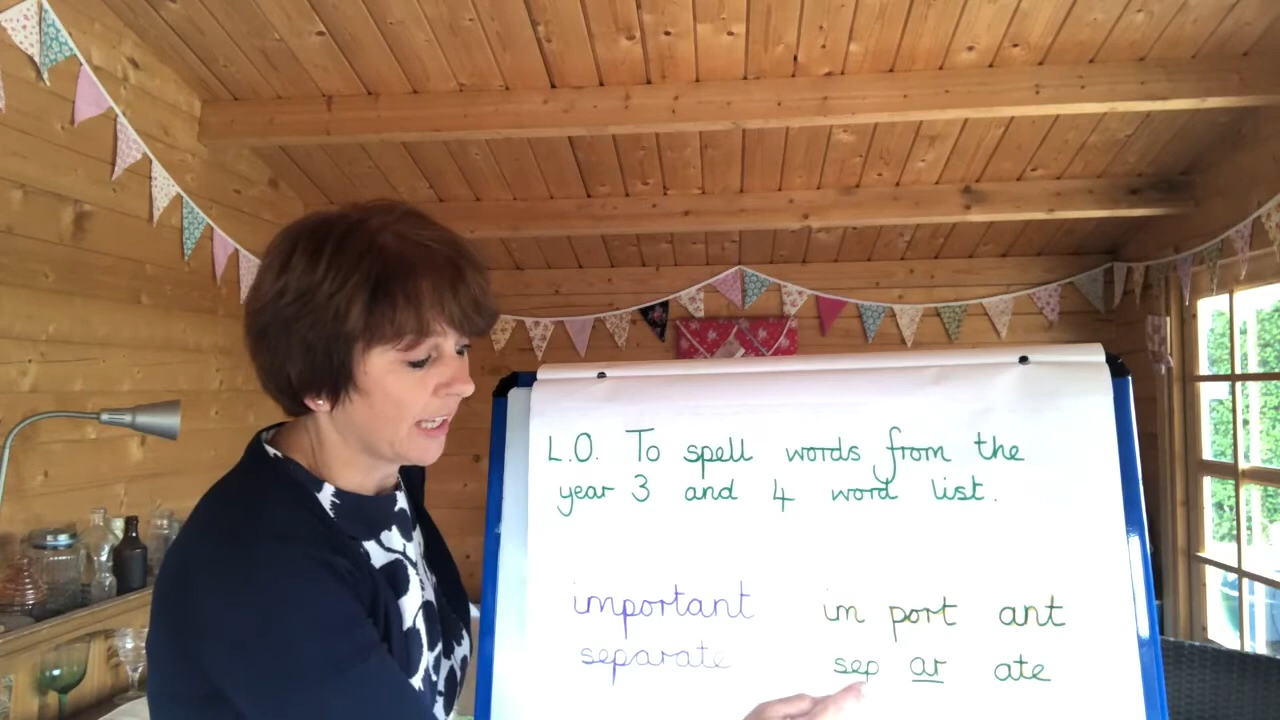 L.O. To spell words from the
year 3 and 4 word list.
important im port ant
separate sep ar ate